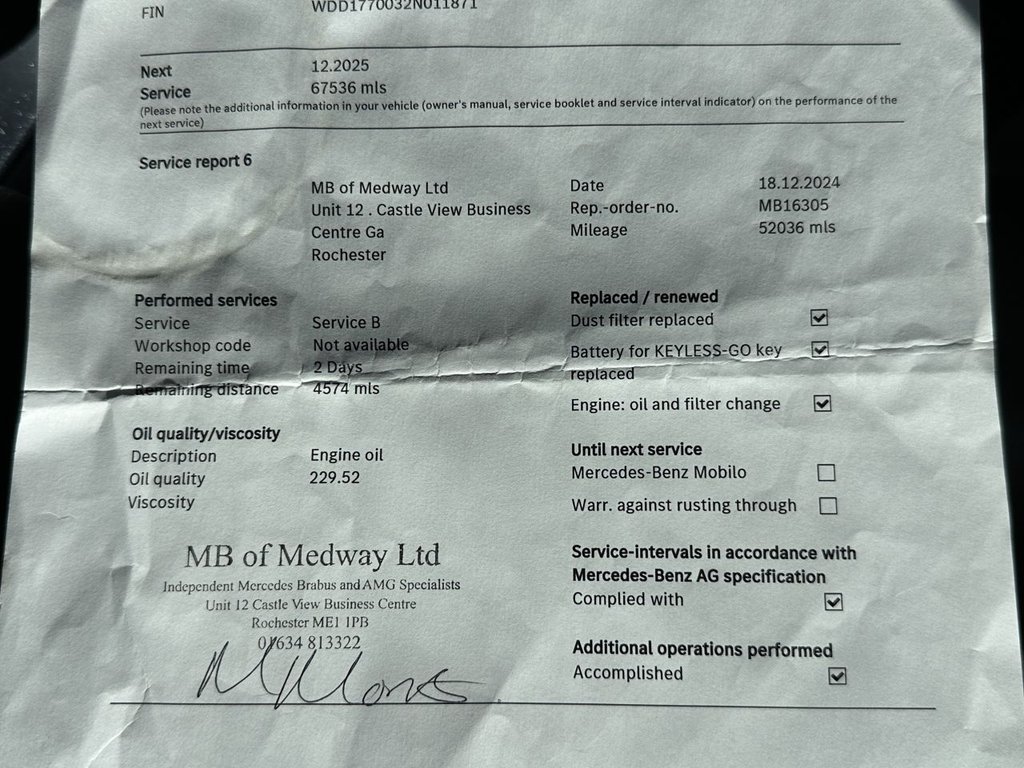 FIN WDD1770032N011871
Next 12.2025
Service 67536 mls
(Please note the additional information in your vehicle (owner's manual, service booklet and service interval indicator) on the performance of the
next service)
Service report 6
MB of Medway Ltd
Unit 12 . Castle View Business
Centre Ga
Rochester
Date 18.12.2024
Rep.-order-no. MB16305
Mileage 52036 mls
Performed services
Service Service B
Workshop code Not available
Remaining time 2 Days
Remaining distance 4574 mls
Replaced / renewed
Dust filter replaced
Battery for KEYLESS-GO key
replaced
Engine: oil and filter change
Oil quality/viscosity
Description Engine oil
Oil quality 229.52
Viscosity
Until next service
Mercedes-Benz Mobilo
Warr. against rusting through
Service-intervals in accordance with
Mercedes-Benz AG specification
Complied with
Additional operations performed
Accomplished
MB of Medway Ltd
Independent Mercedes Brabus and AMG Specialists
Unit 12 Castle View Business Centre
Rochester ME1 1PB
01634 813322